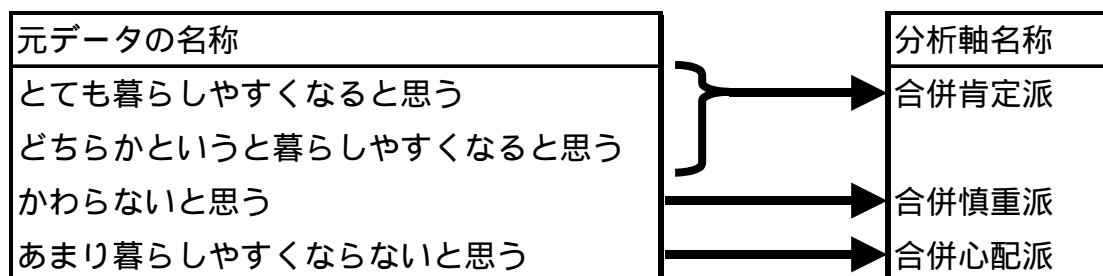 元データの名称 分析軸名称
とても暮らしやすくなると思う 合併肯定派
どちらかというと暮らしやすくなると思う
かわらないと思う 合併慎重派
あまり暮らしやすくならないと思う 合併心配派